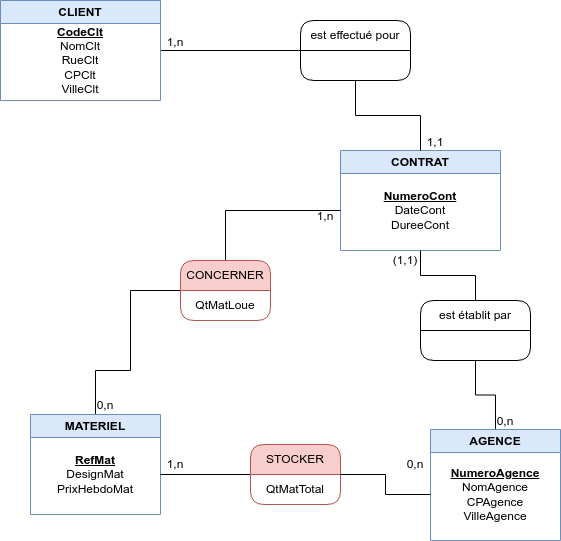 CLIENT
CodeClt
NomClt
RueClt
CPClt
VilleClt
1,n
est effectué pour
1,1
CONTRAT
NumeroCont
DateCont
DureeCont
1,n
(1,1)
CONCERNER
QtMatLoue
est établit par
0,n
MATERIEL
RefMat
DesignMat
PrixHebdoMat
1,n
STOCKER
QtMatTotal
0,n
0,n
AGENCE
NumeroAgence
NomAgence
CPAgence
VilleAgence